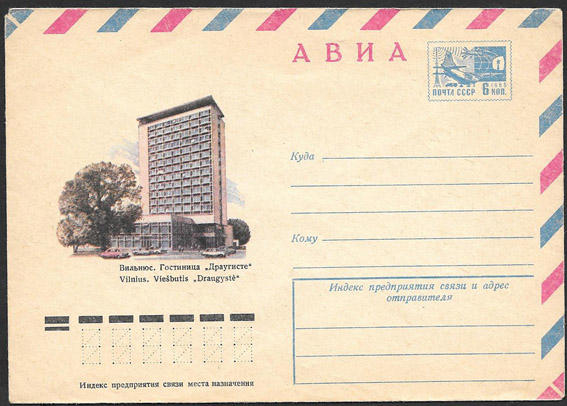 АВИА
ПОЧТА СССР 6 КОП.
Куда
Кому
Вильнюс. Гостиница „Драугисте“
Vilnius. Viešbutis „Draugystė“
Индекс предприятия связи и адрес
отправителя
Индекс предприятия связи места назначения